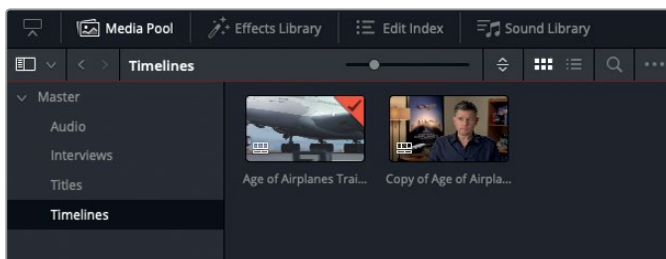 Media Pool Effects Library Edit Index Sound Library
Timelines
Master
Audio
Interviews
Titles
Timelines
Age of Airplanes Trai... Copy of Age of Airpla...